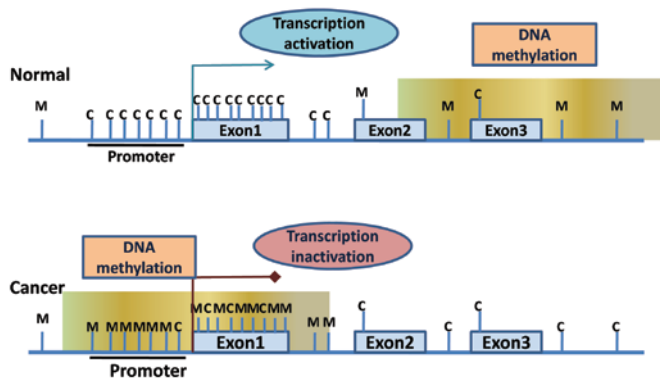 Transcription
activation
DNA
methylation
Normal
M
C C C C C C C
C C C C C C C C C
C C
M
M
C
M
M
Exon1
Exon2
Exon3
Promoter
DNA
methylation
Transcription
inactivation
Cancer
M
M M M M M M C
M C M C M M C M M
M M
C
C
C
C
C
Exon1
Exon2
Exon3
Promoter